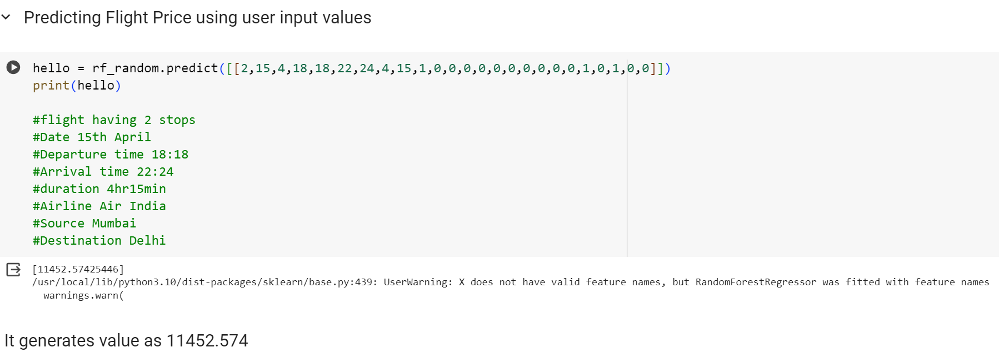 Predicting Flight Price using user input values
hello = rf_random.predict([[2,15,4,18,18,22,24,4,15,1,0,0,0,0,0,0,0,0,0,0,1,0,1,0,0]])
print(hello)
#flight having 2 stops
#Date 15th April
#Departure time 18:18
#Arrival time 22:24
#duration 4hr15min
#Airline Air India
#Source Mumbai
#Destination Delhi
[11452.57425446]
/usr/local/lib/python3.10/dist-packages/sklearn/base.py:439: UserWarning: X does not have valid feature names, but RandomForestRegressor was fitted with feature names
warnings.warn(
It generates value as 11452.574